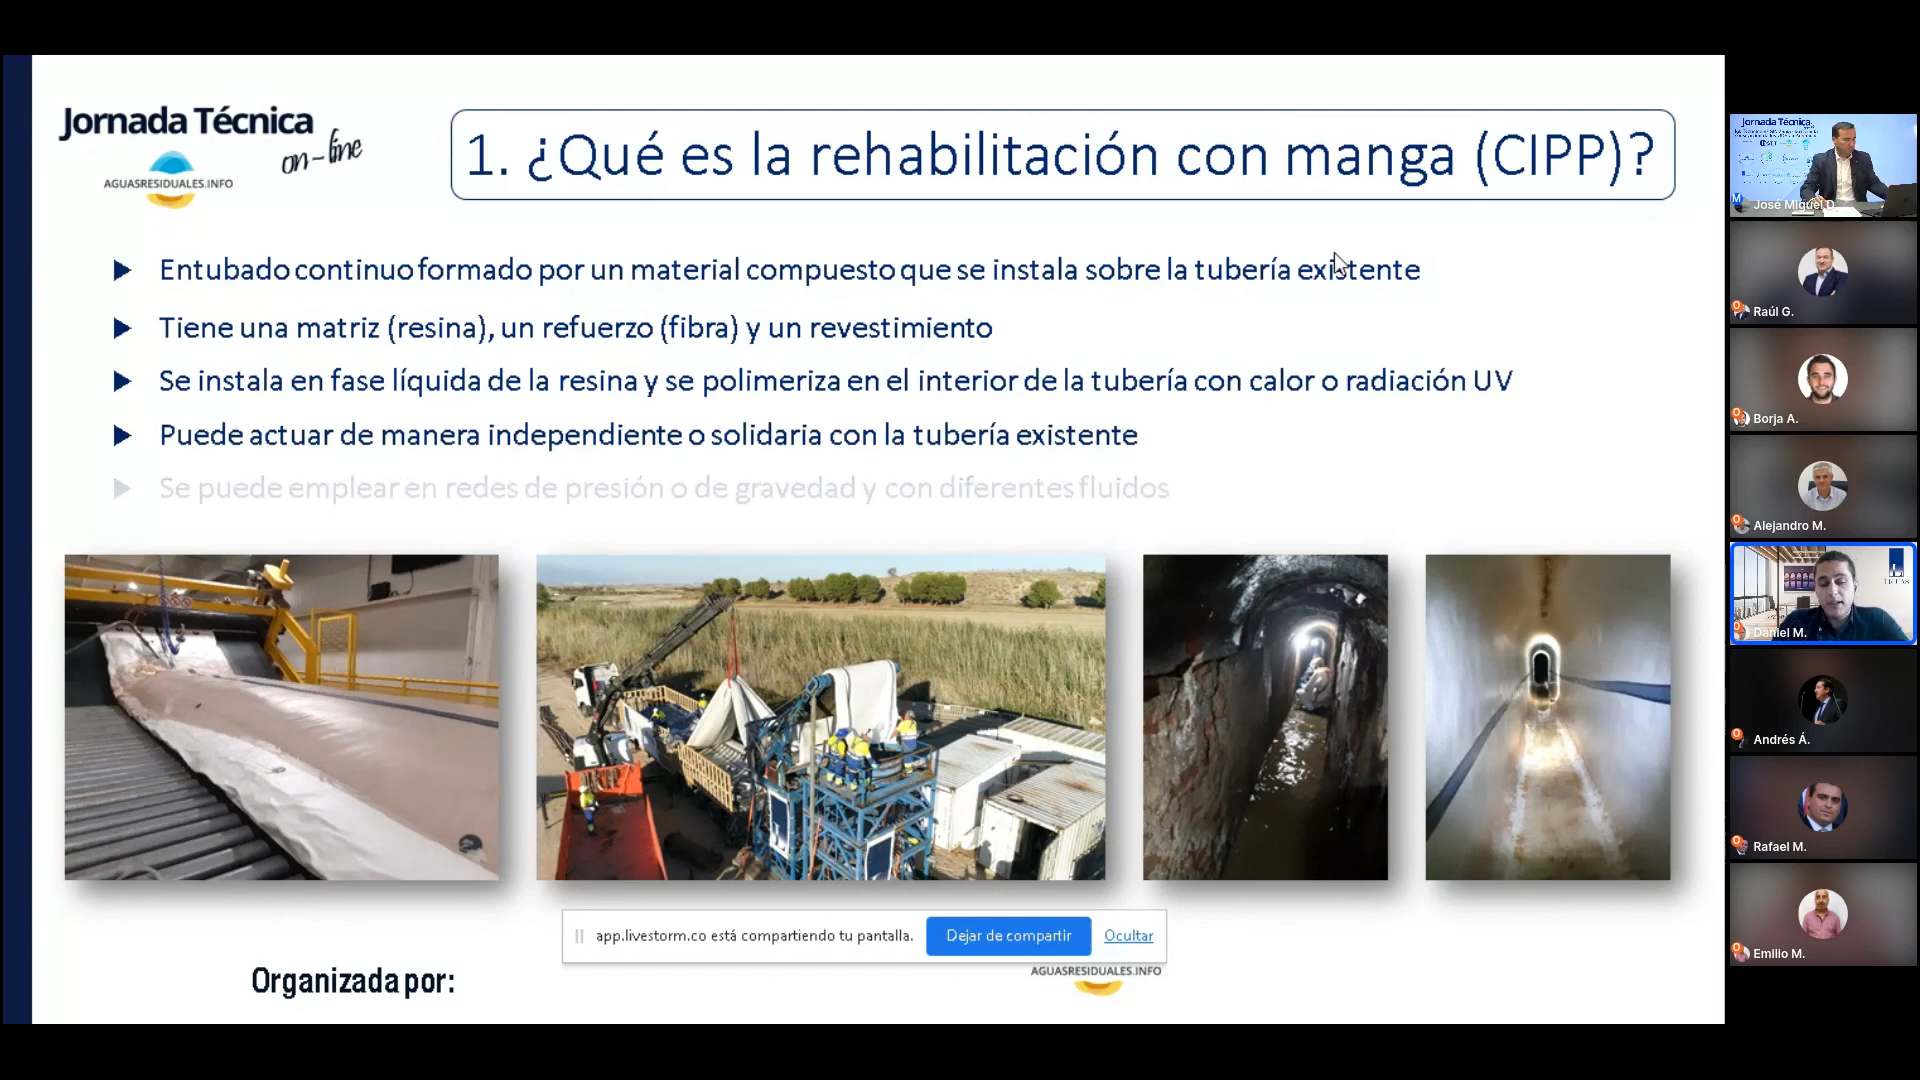 Jornada Técnica
on-line
AGUASRESIDUALES.INFO
1. ¿Qué es la rehabilitación con manga (CIPP)?
Entubado continuo formado por un material compuesto que se instala sobre la tubería existente
Tiene una matriz (resina), un refuerzo (fibra) y un revestimiento
Se instala en fase líquida de la resina y se polimeriza en el interior de la tubería con calor o radiación UV
Puede actuar de manera independiente o solidaria con la tubería existente
Se puede emplear en redes de presión o de gravedad y con diferentes fluidos
app.livestorm.co está compartiendo tu pantalla.
Dejar de compartir
Ocultar
Organizada por:
AGUASRESIDUALES.INFO
Jornada Técnica
M
José Miguel D.
O
Raúl G.
O
Borja A.
O
Alejandro M.
O
Daniel M.
O
Andrés Á.
O
Rafael M.
O
Emilio M.